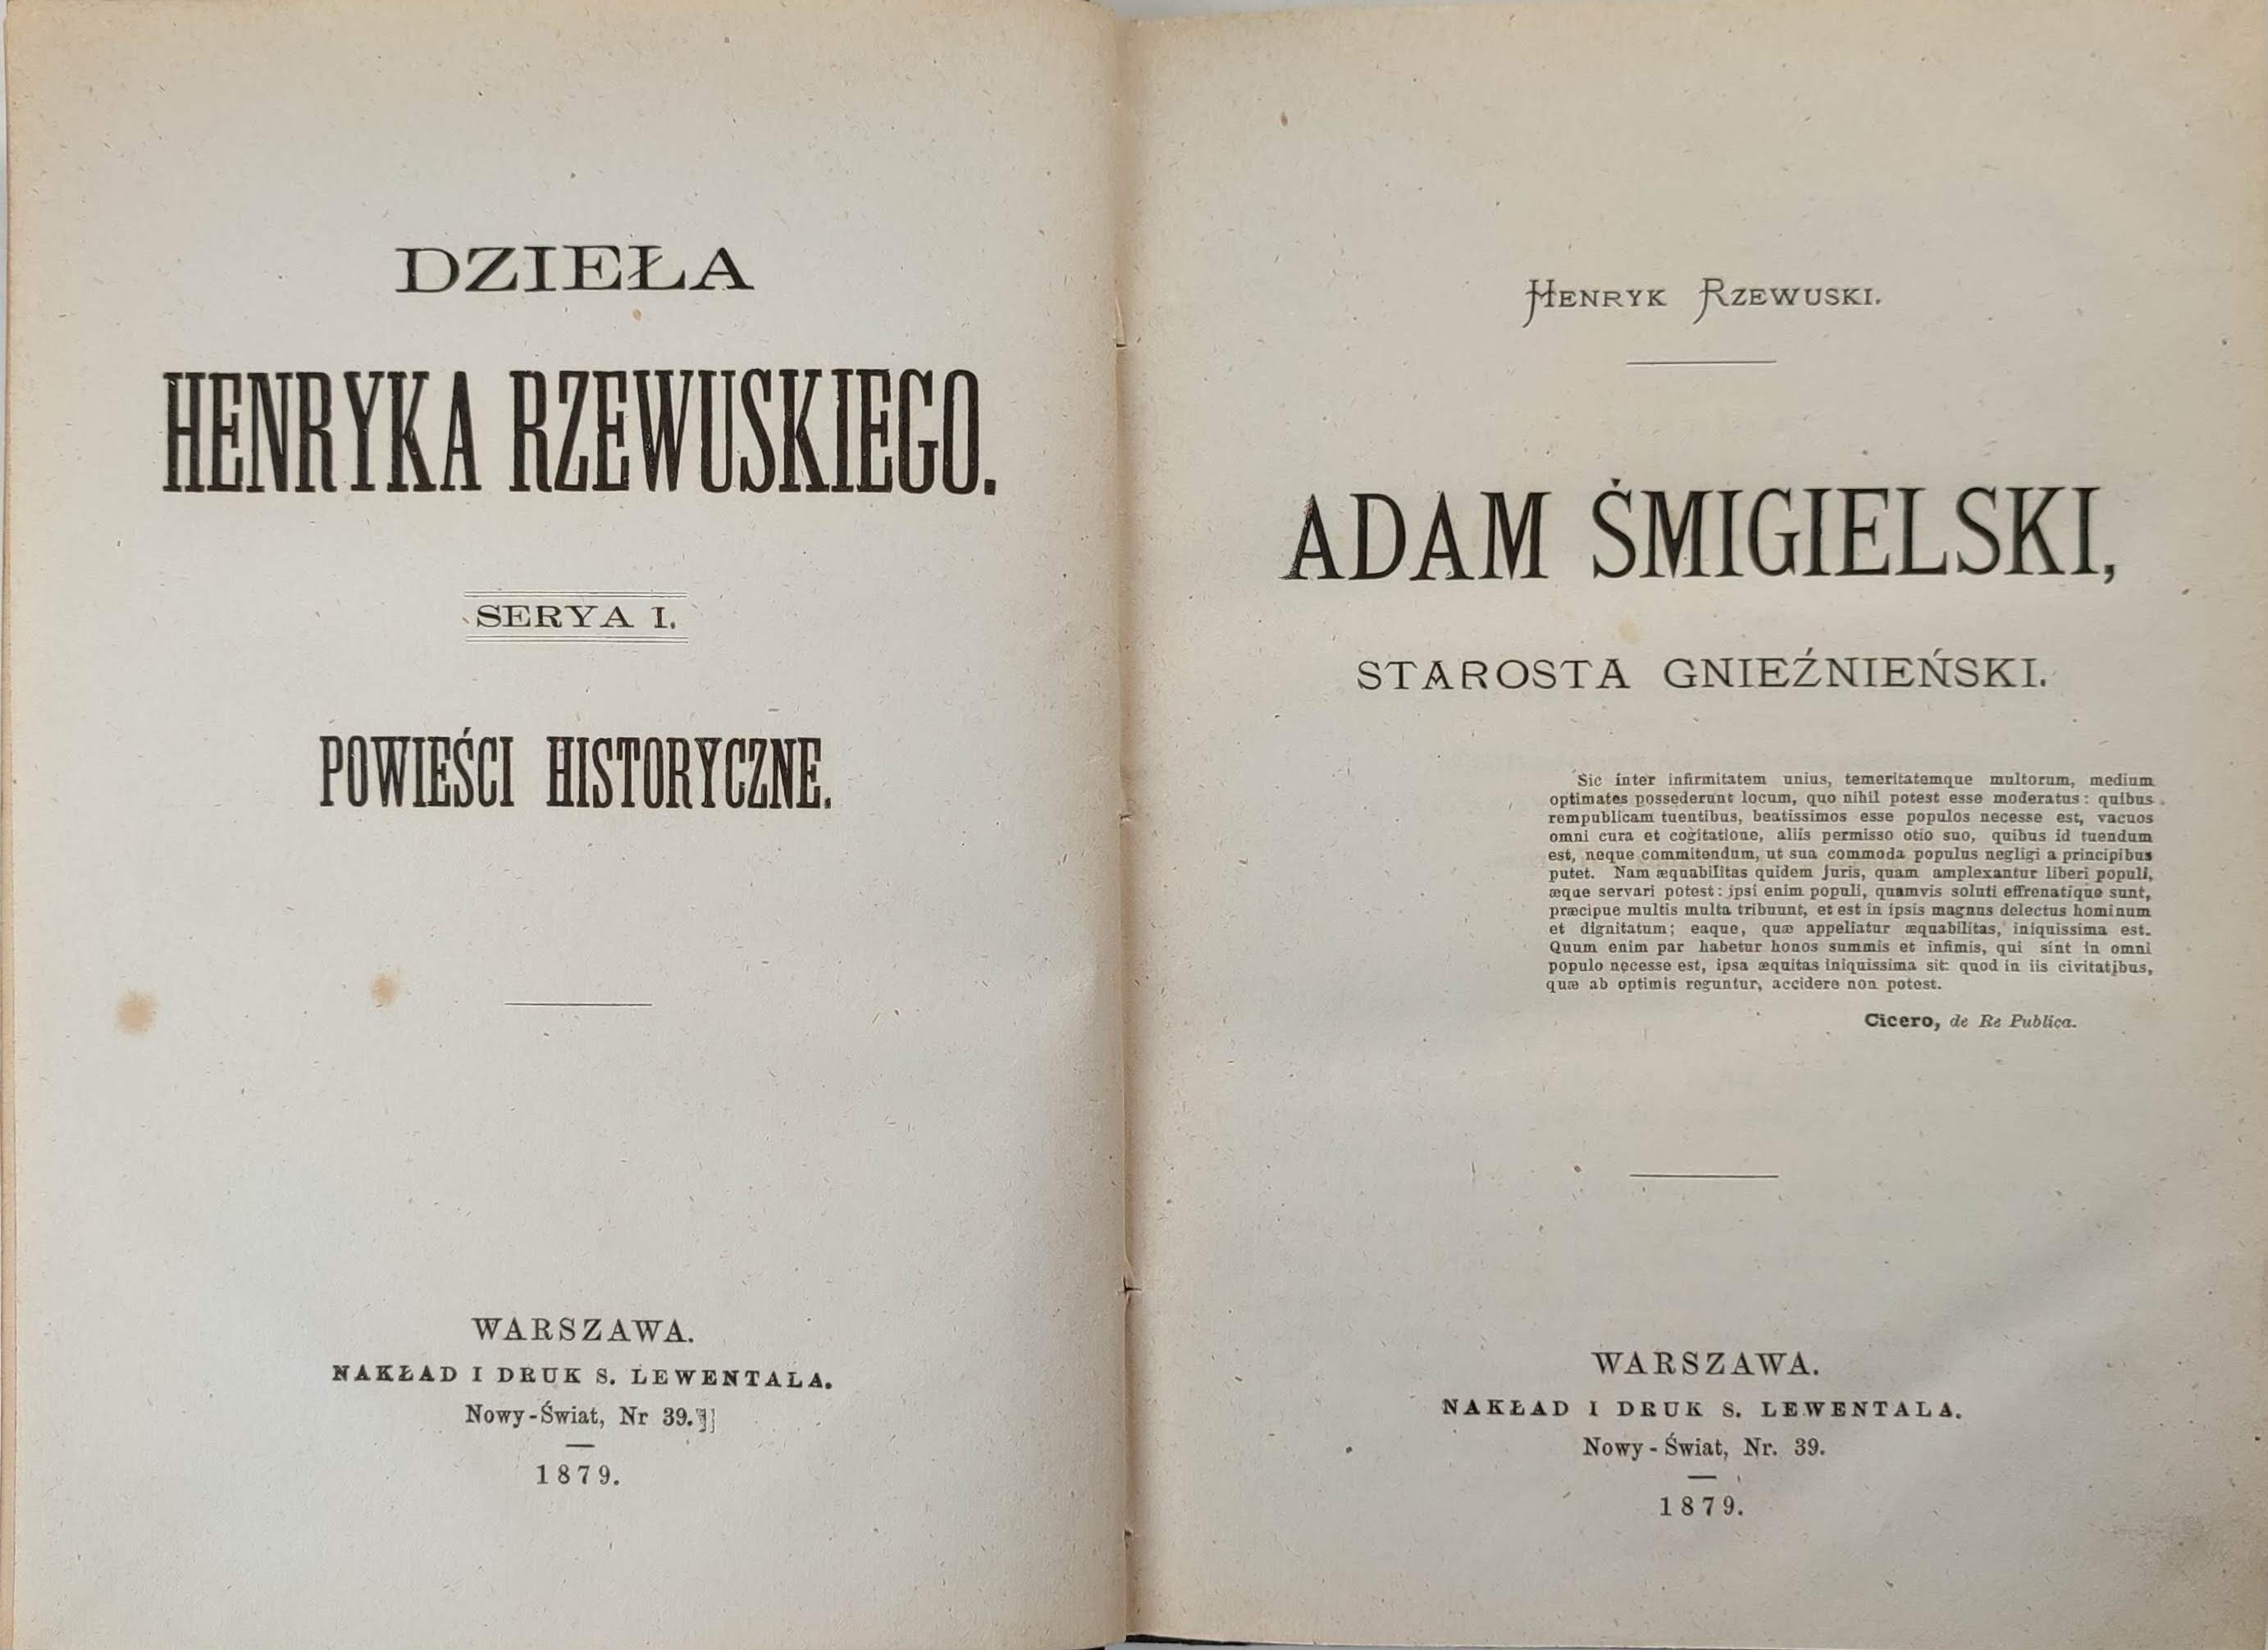 DZIEŁA
HENRYKA RZEWUSKIEGO.
SERYA I.
POWIEŚCI HISTORYCZNE.
WARSZAWA.
NAKŁAD I DRUK S. LEWENTALA.
Nowy-Świat, Nr 39.
1879.
HENRYK RZEWUSKI.
ADAM ŚMIGIELSKI,
STAROSTA GNIEŹNIEŃSKI.
Sic inter infirmitatem unius, temeritatemque multorum, medium
optimates possederunt locum, quo nihil potest esse moderatus: quibus
rempublicam tuentibus, beatissimos esse populos necesse est, vacuos
omni cura et cogitatione, aliis permisso otio suo, quibus id tuendum
est, neque commitendum, ut sua commoda populus negligi a principibus
putet. Nam æquabilitas quidem juris, quam amplexantur liberi populi,
æque servari potest: ipsi enim populi, quamvis soluti effrenatique sunt,
præcipue multis multa tribuunt, et est in ipsis magnus delectus hominum
et dignitatum; eaque, quæ appeliatur æquabilitas, iniquissima est.
Quum enim par habetur honos summis et infimis, qui sint in omni
populo necesse est, ipsa æquitas iniquissima sit: quod in iis civitatibus,
quæ ab optimis reguntur, accidere non potest.
Cicero, de Re Publica.
WARSZAWA.
NAKŁAD I DRUK S. LEWENTALA.
Nowy-Świat, Nr. 39.
1879.